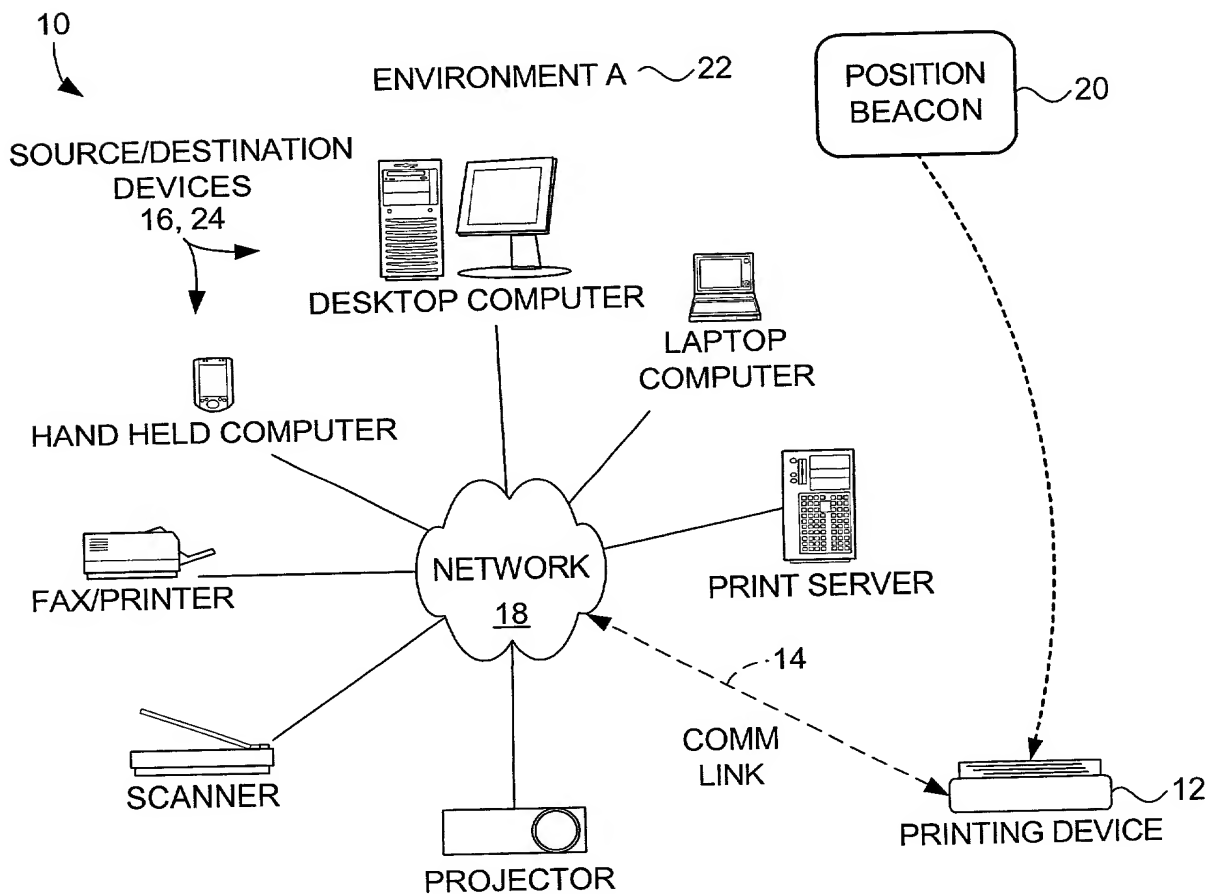 10
ENVIRONMENT A 22
POSITION
BEACON
20
SOURCE/DESTINATION
DEVICES
16, 24
DESKTOP COMPUTER
LAPTOP
COMPUTER
HAND HELD COMPUTER
NETWORK
18
PRINT SERVER
FAX/PRINTER
14
COMM
LINK
SCANNER
12
PRINTING DEVICE
PROJECTOR